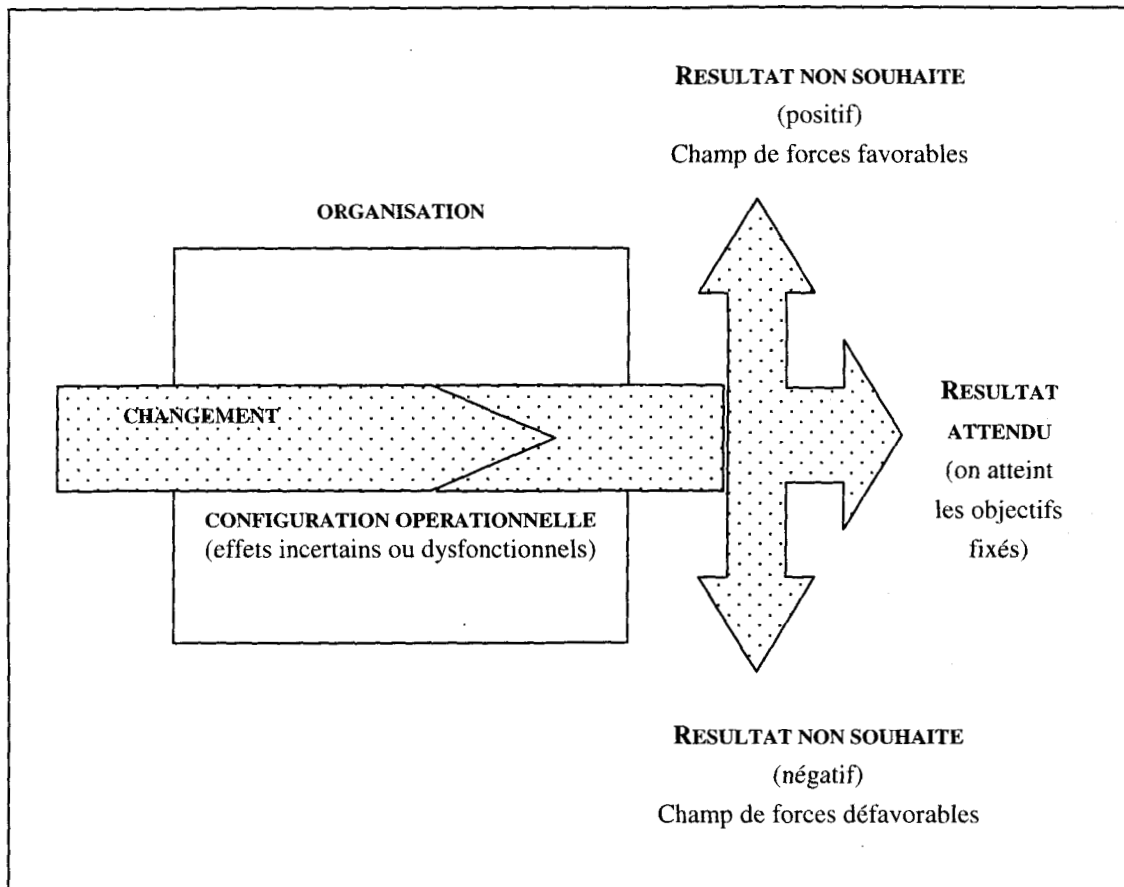 RESULTAT NON SOUHAITE
(positif)
Champ de forces favorables
ORGANISATION
CHANGEMENT
CONFIGURATION OPERATIONNELLE
(effets incertains ou dysfonctionnels)
RESULTAT
ATTENDU
(on atteint
les objectifs
fixés)
RESULTAT NON SOUHAITE
(négatif)
Champ de forces défavorables